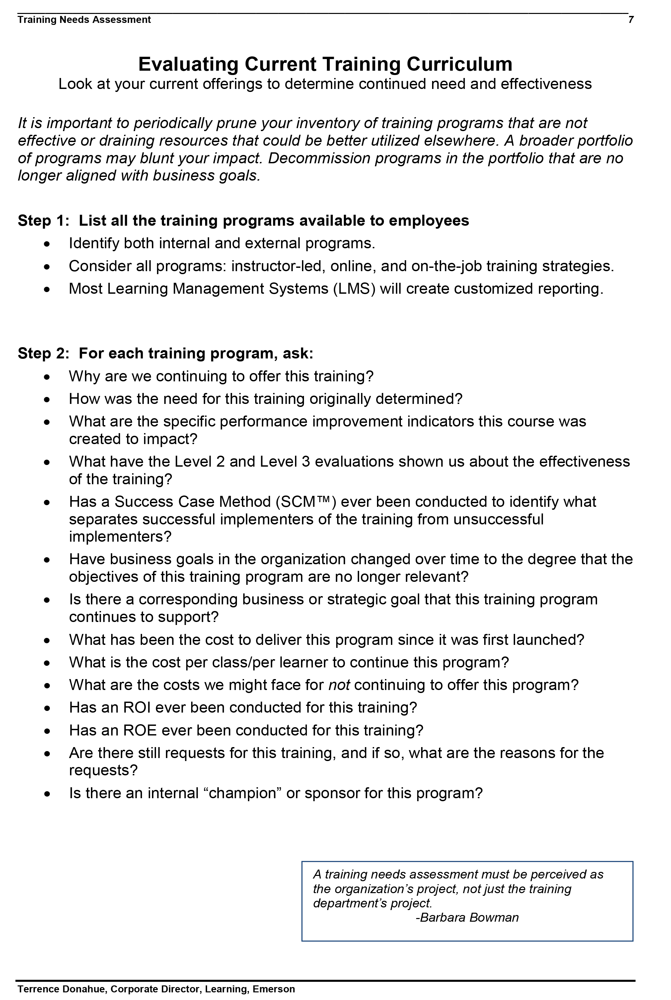 Training Needs Assessment 7
Evaluating Current Training Curriculum
Look at your current offerings to determine continued need and effectiveness
It is important to periodically prune your inventory of training programs that are not
effective or draining resources that could be better utilized elsewhere. A broader portfolio
of programs may blunt your impact. Decommission programs in the portfolio that are no
longer aligned with business goals.
Step 1:  List all the training programs available to employees
• Identify both internal and external programs.
• Consider all programs: instructor-led, online, and on-the-job training strategies.
• Most Learning Management Systems (LMS) will create customized reporting.
Step 2:  For each training program, ask:
• Why are we continuing to offer this training?
• How was the need for this training originally determined?
• What are the specific performance improvement indicators this course was
created to impact?
• What have the Level 2 and Level 3 evaluations shown us about the effectiveness
of the training?
• Has a Success Case Method (SCM™) ever been conducted to identify what
separates successful implementers of the training from unsuccessful
implementers?
• Have business goals in the organization changed over time to the degree that the
objectives of this training program are no longer relevant?
• Is there a corresponding business or strategic goal that this training program
continues to support?
• What has been the cost to deliver this program since it was first launched?
• What is the cost per class/per learner to continue this program?
• What are the costs we might face for not continuing to offer this program?
• Has an ROI ever been conducted for this training?
• Has an ROE ever been conducted for this training?
• Are there still requests for this training, and if so, what are the reasons for the
requests?
• Is there an internal “champion” or sponsor for this program?
A training needs assessment must be perceived as
the organization’s project, not just the training
department’s project.
-Barbara Bowman
Terrence Donahue, Corporate Director, Learning, Emerson